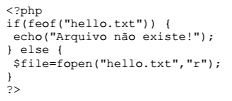 <?php
if(feof("hello.txt")) {
 echo("Arquivo não existe!");
} else {
 $file=fopen("hello.txt","r");
}
?>